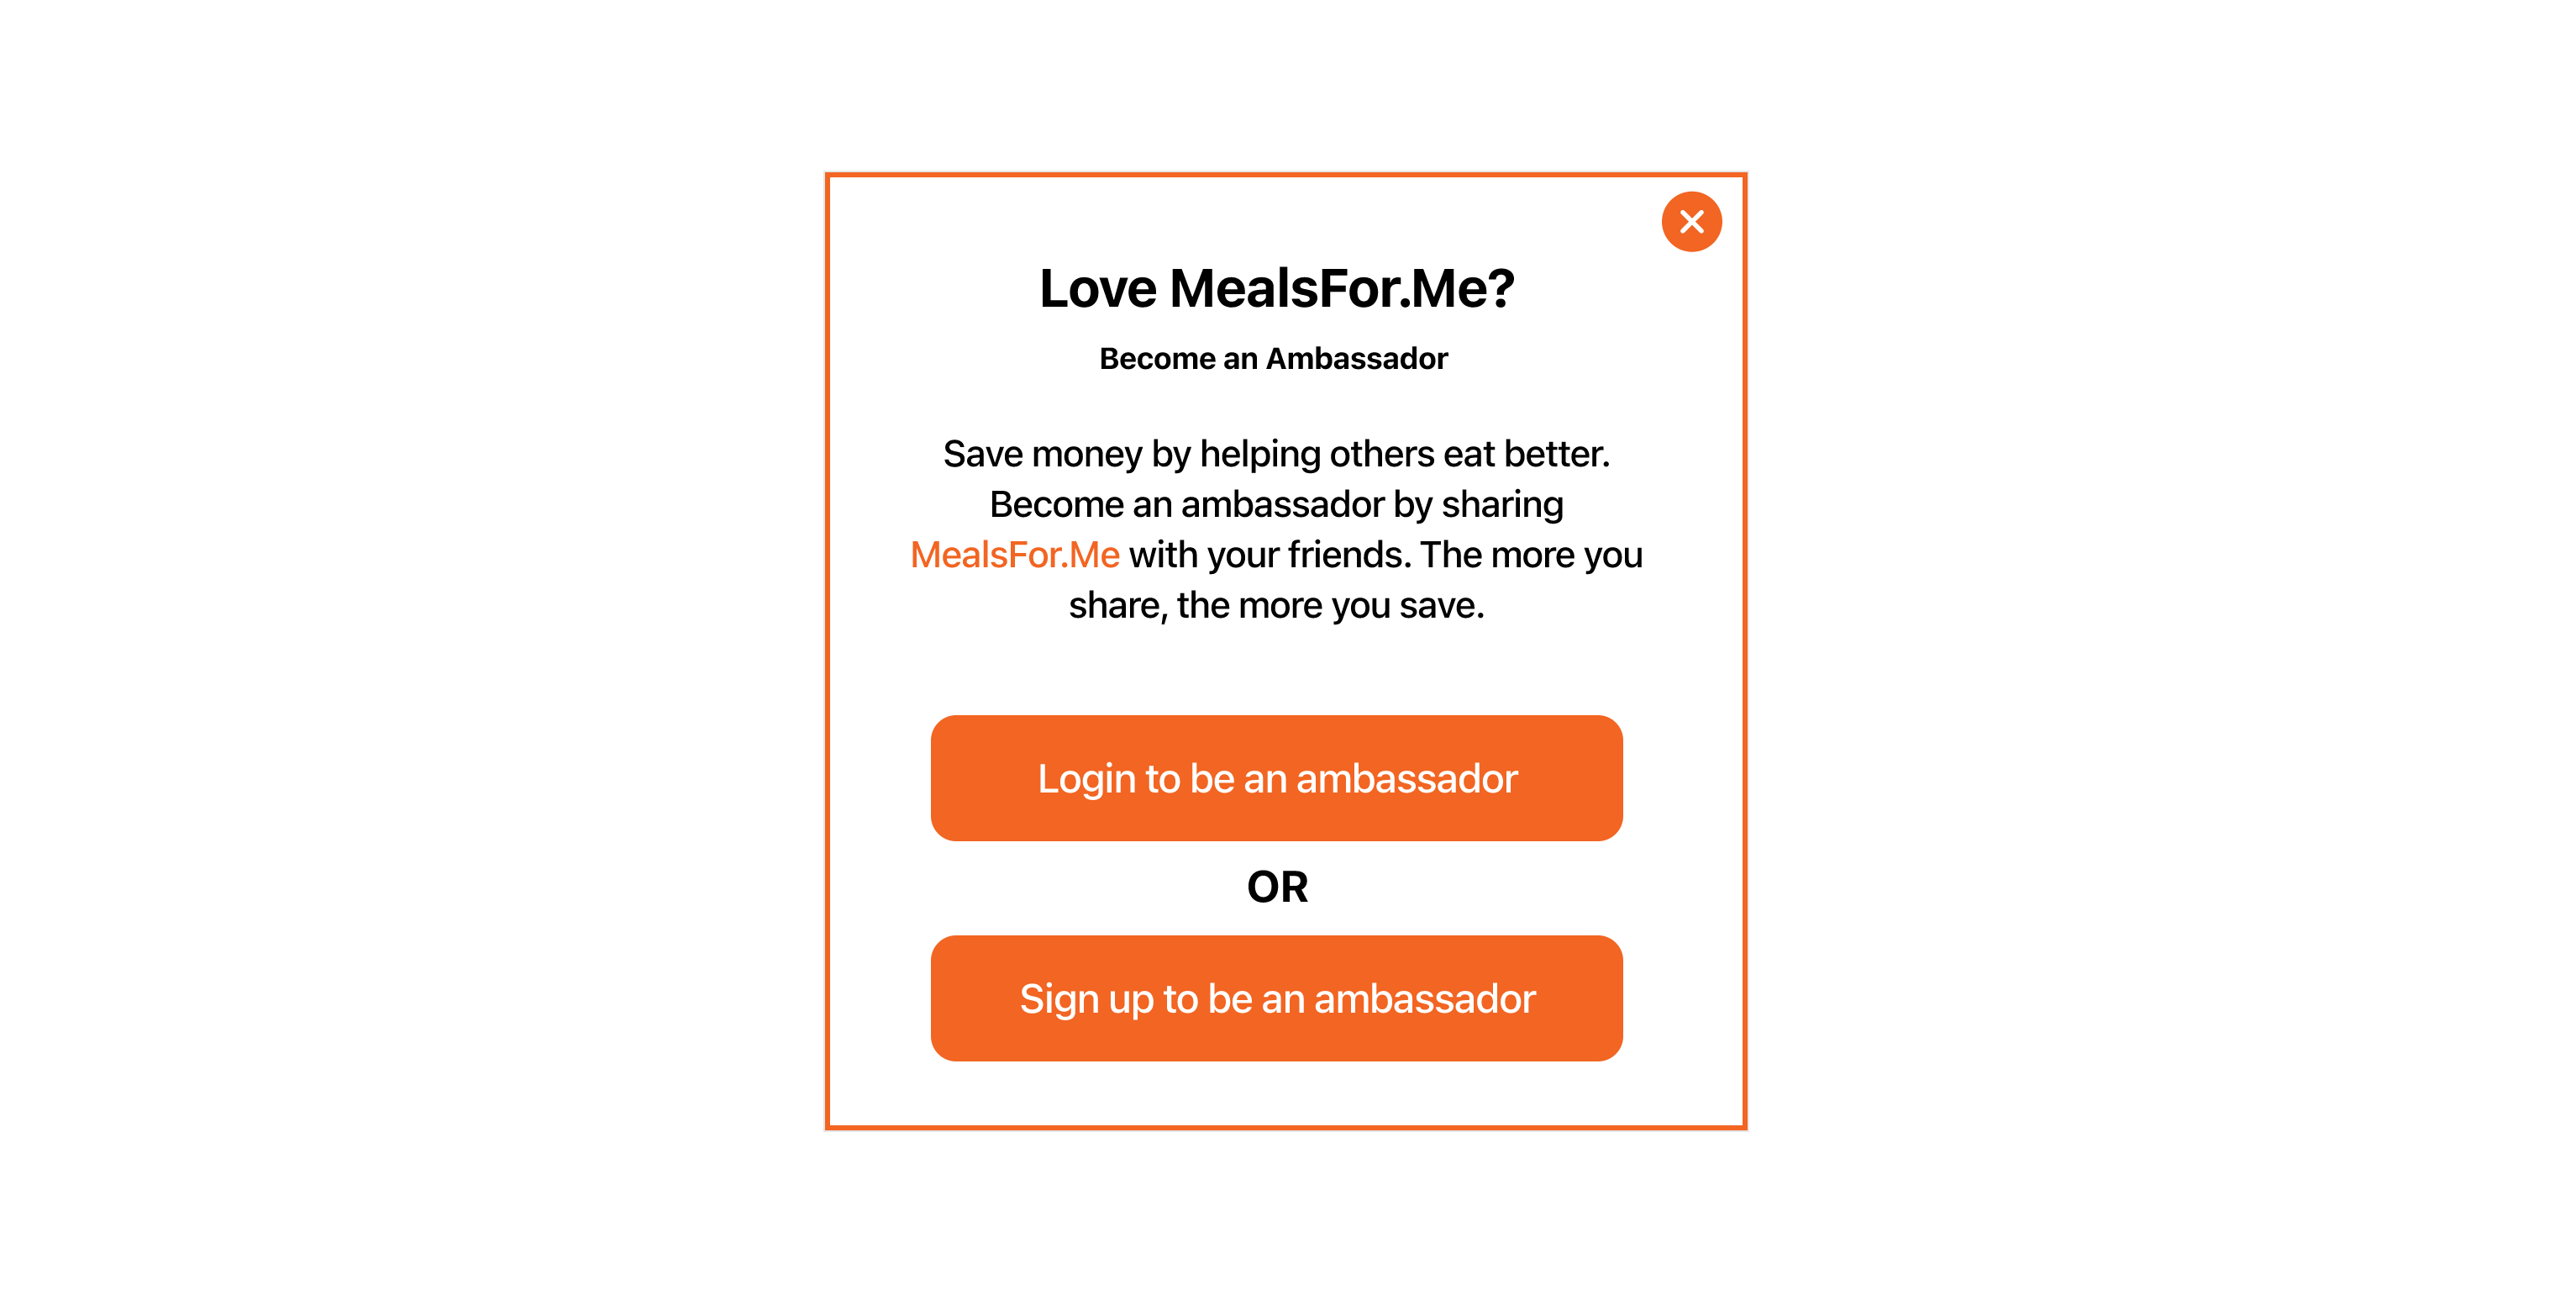 Love MealsFor.Me?
Become an Ambassador
Save money by helping others eat better.
Become an ambassador by sharing
MealsFor.Me with your friends. The more you
share, the more you save.
Login to be an ambassador
OR
Sign up to be an ambassador